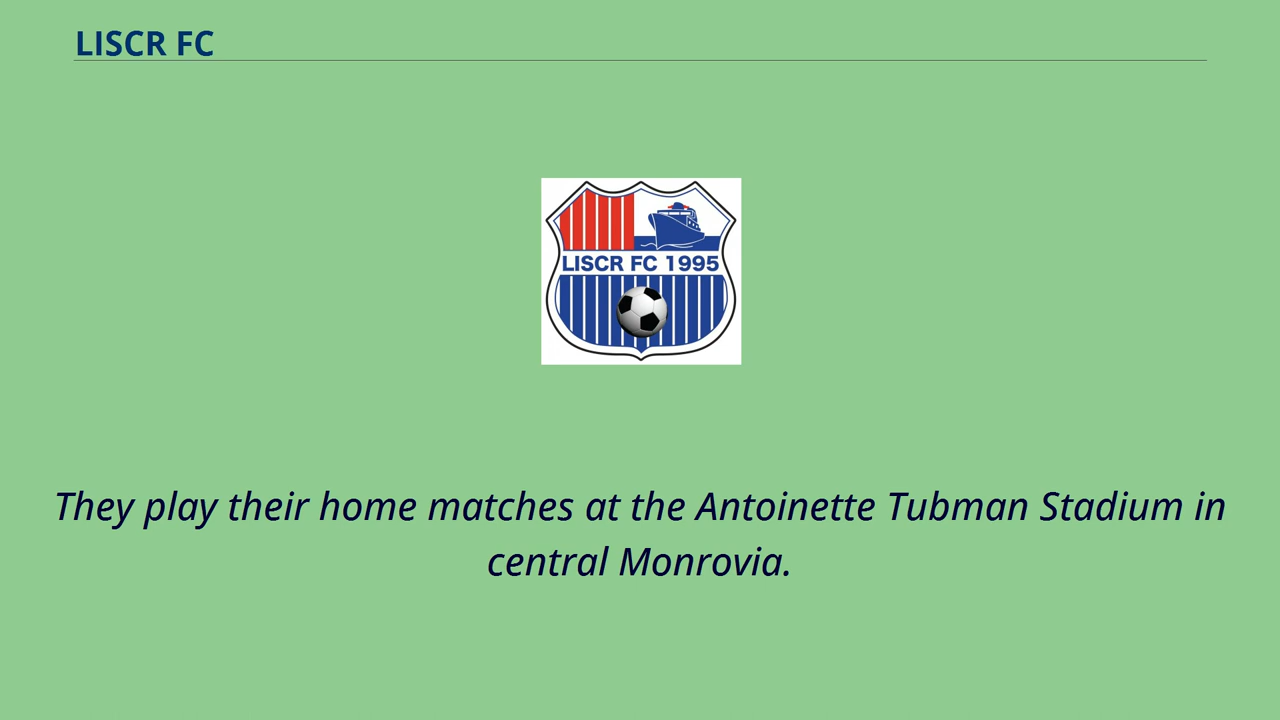 LISCR FC
LISCR FC 1995
They play their home matches at the Antoinette Tubman Stadium in
central Monrovia.